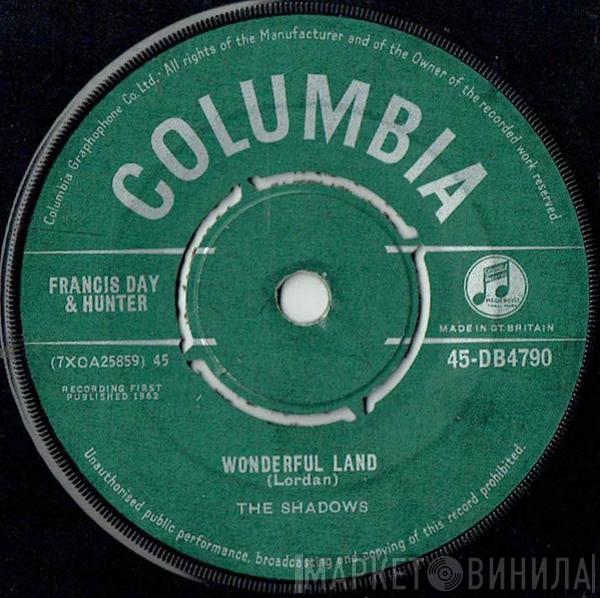 Columbia Graphophone Co. Ltd. · All rights of the Manufacturer and of the Owner of the recorded work reserved.
COLUMBIA
FRANCIS DAY
& HUNTER
MADE IN GT. BRITAIN
(7XCA25859) 45
45-DB4790
RECORDING FIRST
PUBLISHED 1962
WONDERFUL LAND
(Lordan)
THE SHADOWS
Unauthorised public performance, broadcasting and copying of this record prohibited.
МАРКЕТ ВИНИЛА